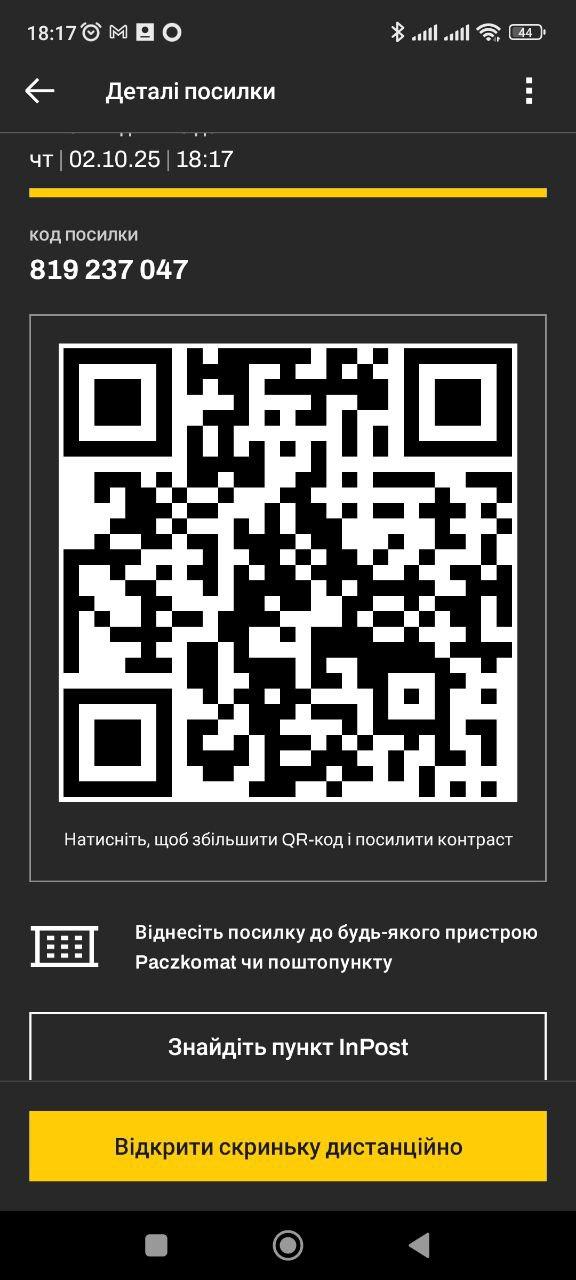 18:17
44
Деталі посилки
чт | 02.10.25 | 18:17
код посилки
819 237 047
Натисніть, щоб збільшити QR-код і посилити контраст
Віднесіть посилку до будь-якого пристрою
Paczkomat чи поштопункту
Знайдіть пункт InPost
Відкрити скриньку дистанційно